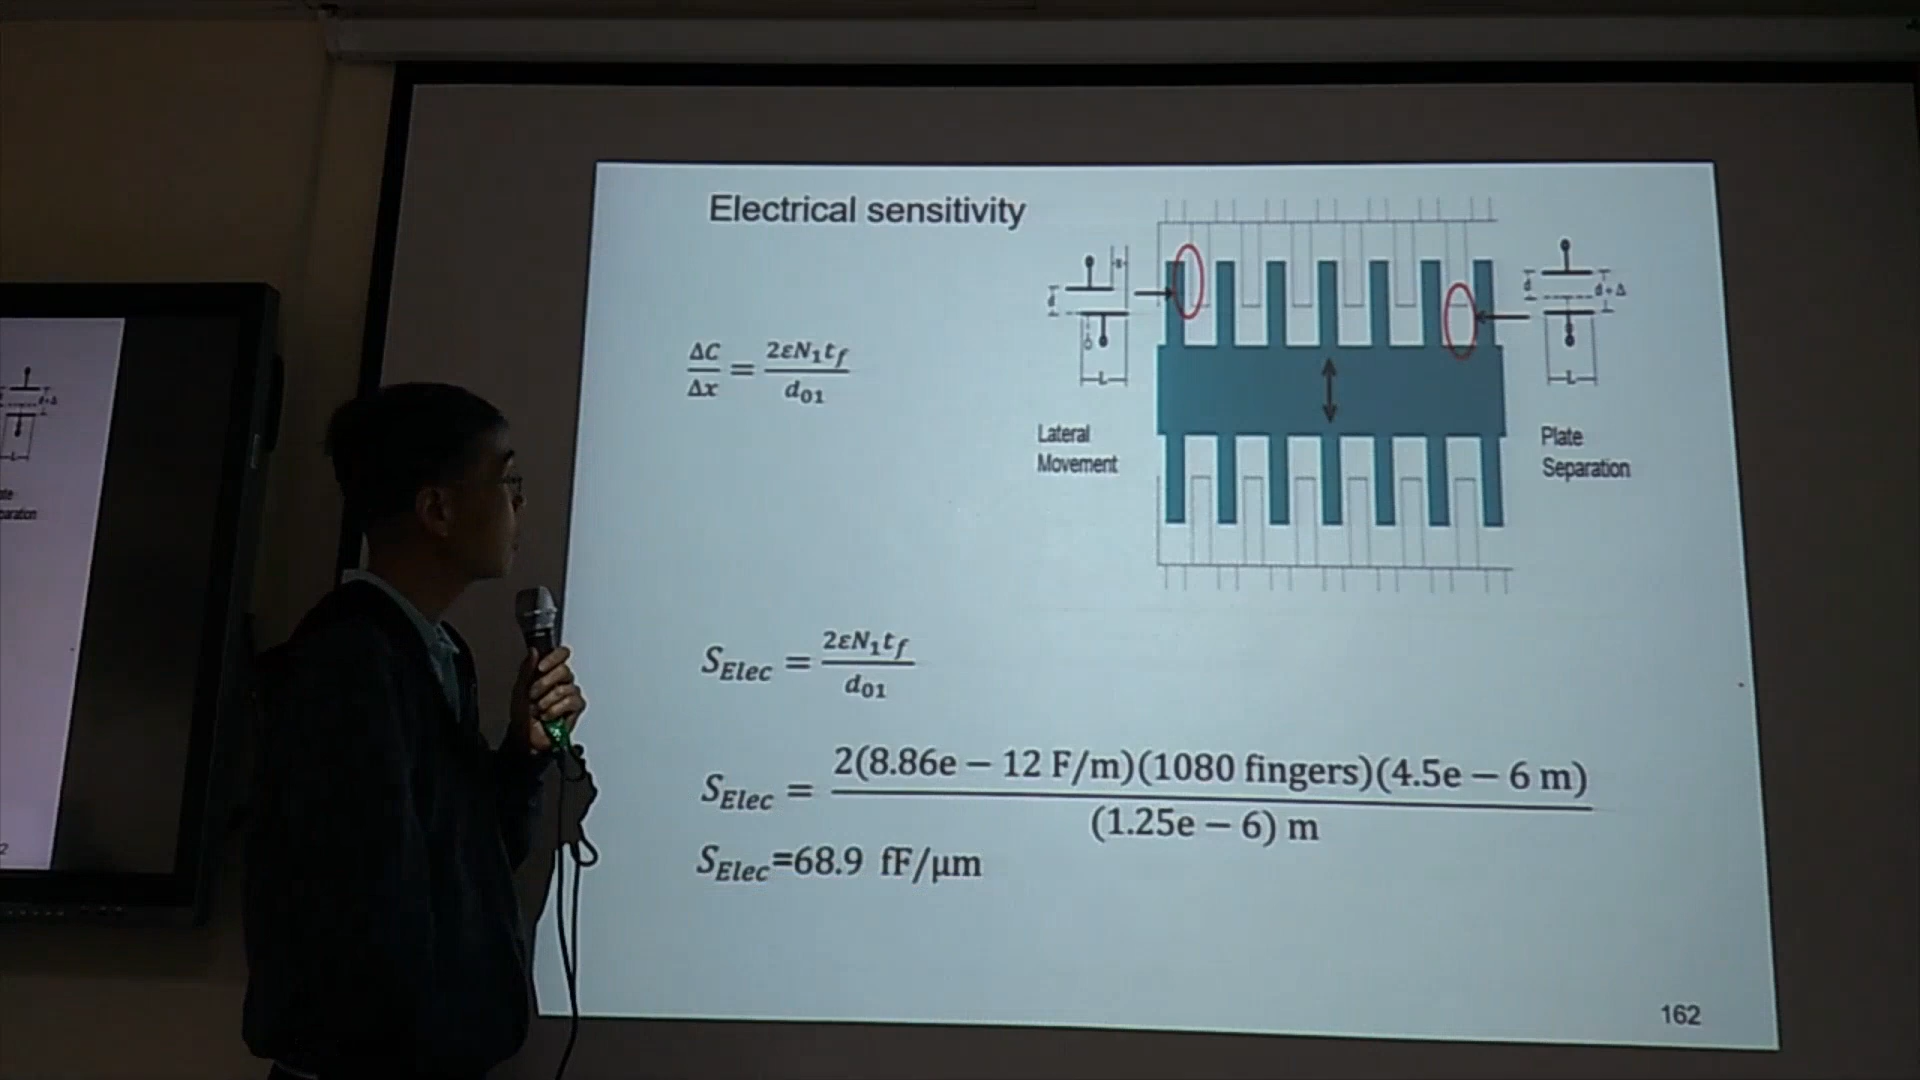 Electrical sensitivity
ΔC/Δx = 2εN₁t_f/d₀₁
d
L
Lateral
Movement
d
d+Δ
L
Plate
Separation
S_Elec = 2εN₁t_f/d₀₁
S_Elec = 2(8.86e − 12 F/m)(1080 fingers)(4.5e − 6 m)/(1.25e − 6) m
S_Elec=68.9 fF/μm
162
d+Δ
L